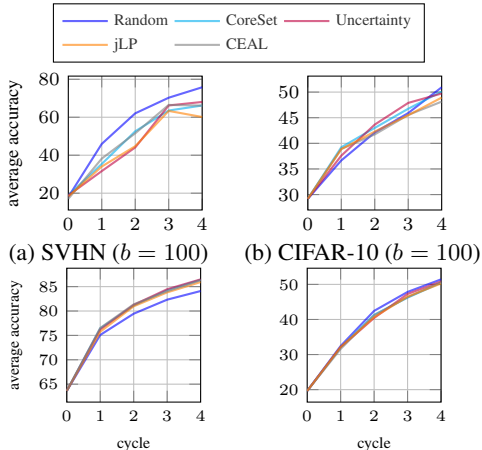 Random CoreSet Uncertainty
jLP CEAL
average accuracy
80
60
40
20
0 1 2 3 4
50
45
40
35
30
0 1 2 3 4
(a) SVHN (b = 100) (b) CIFAR-10 (b = 100)
average accuracy
85
80
75
70
65
0 1 2 3 4
cycle
50
40
30
20
0 1 2 3 4
cycle